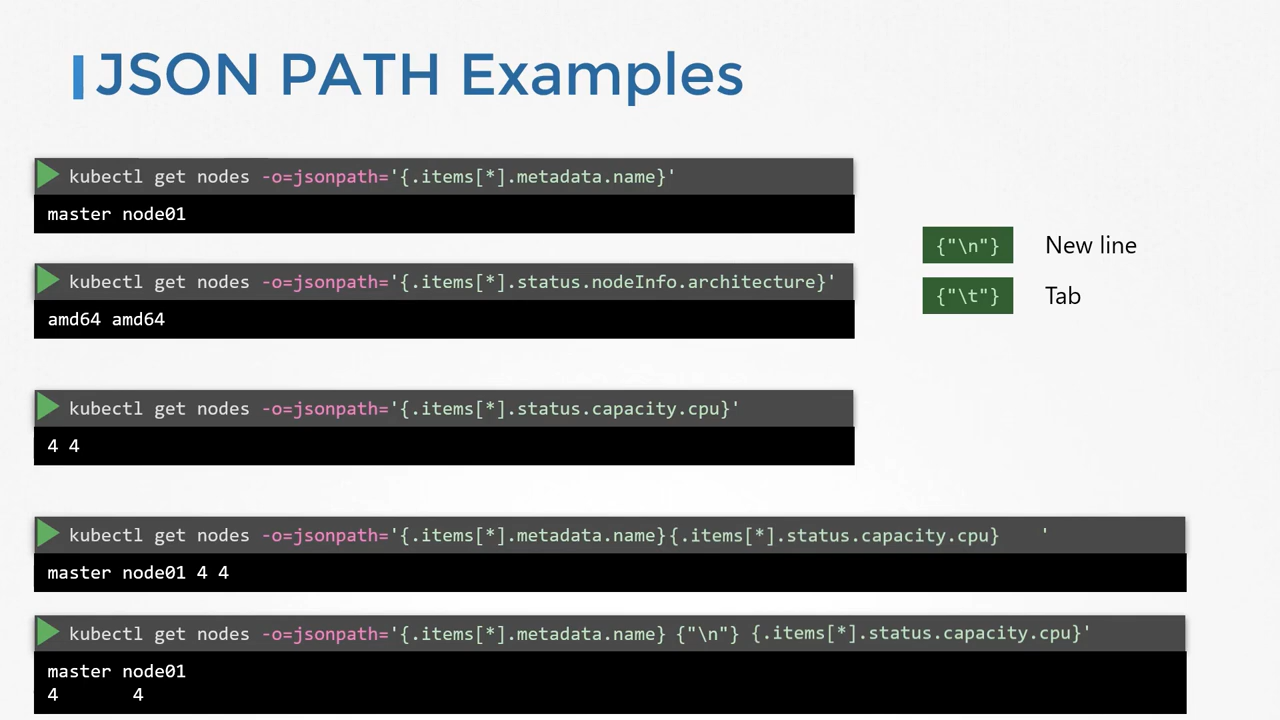 JSON PATH Examples
kubectl get nodes -o=jsonpath='{.items[*].metadata.name}'
master node01
{"\n"} New line
kubectl get nodes -o=jsonpath='{.items[*].status.nodeInfo.architecture}'
{"\t"} Tab
amd64 amd64
kubectl get nodes -o=jsonpath='{.items[*].status.capacity.cpu}'
4 4
kubectl get nodes -o=jsonpath='{.items[*].metadata.name}{.items[*].status.capacity.cpu}    '
master node01 4 4
kubectl get nodes -o=jsonpath='{.items[*].metadata.name} {"\n"} {.items[*].status.capacity.cpu}'
master node01
4       4